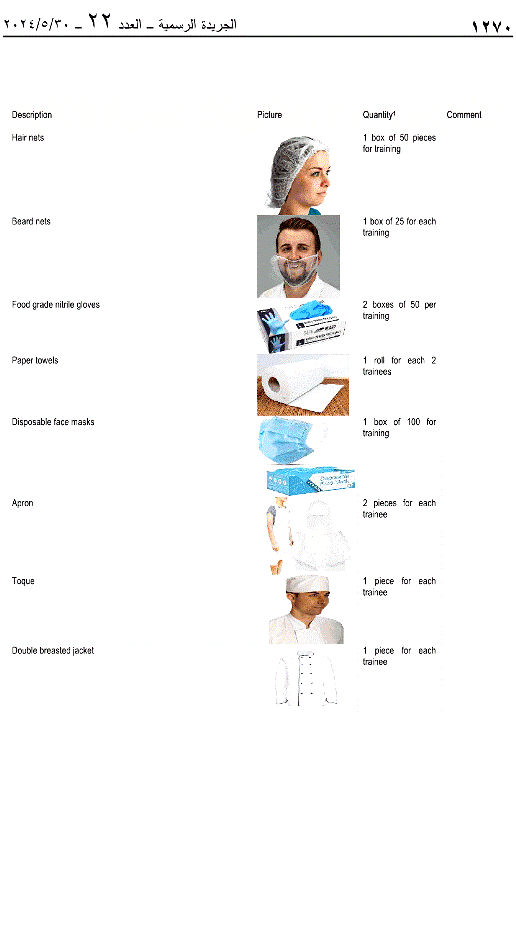 ١٢٧٠
الجريدة الرسمية ـ العدد ٢٢ ـ ٢٠٢٤/٥/٣٠
Description Picture Quantity¹ Comment
Hair nets 1 box of 50 pieces
for training
Beard nets 1 box of 25 for each
training
Food grade nitrile gloves 2 boxes of 50 per
training
Paper towels 1 roll for each 2
trainees
Disposable face masks 1 box of 100 for
training
Apron 2 pieces for each
trainee
Toque 1 piece for each
trainee
Double breasted jacket 1 piece for each
trainee